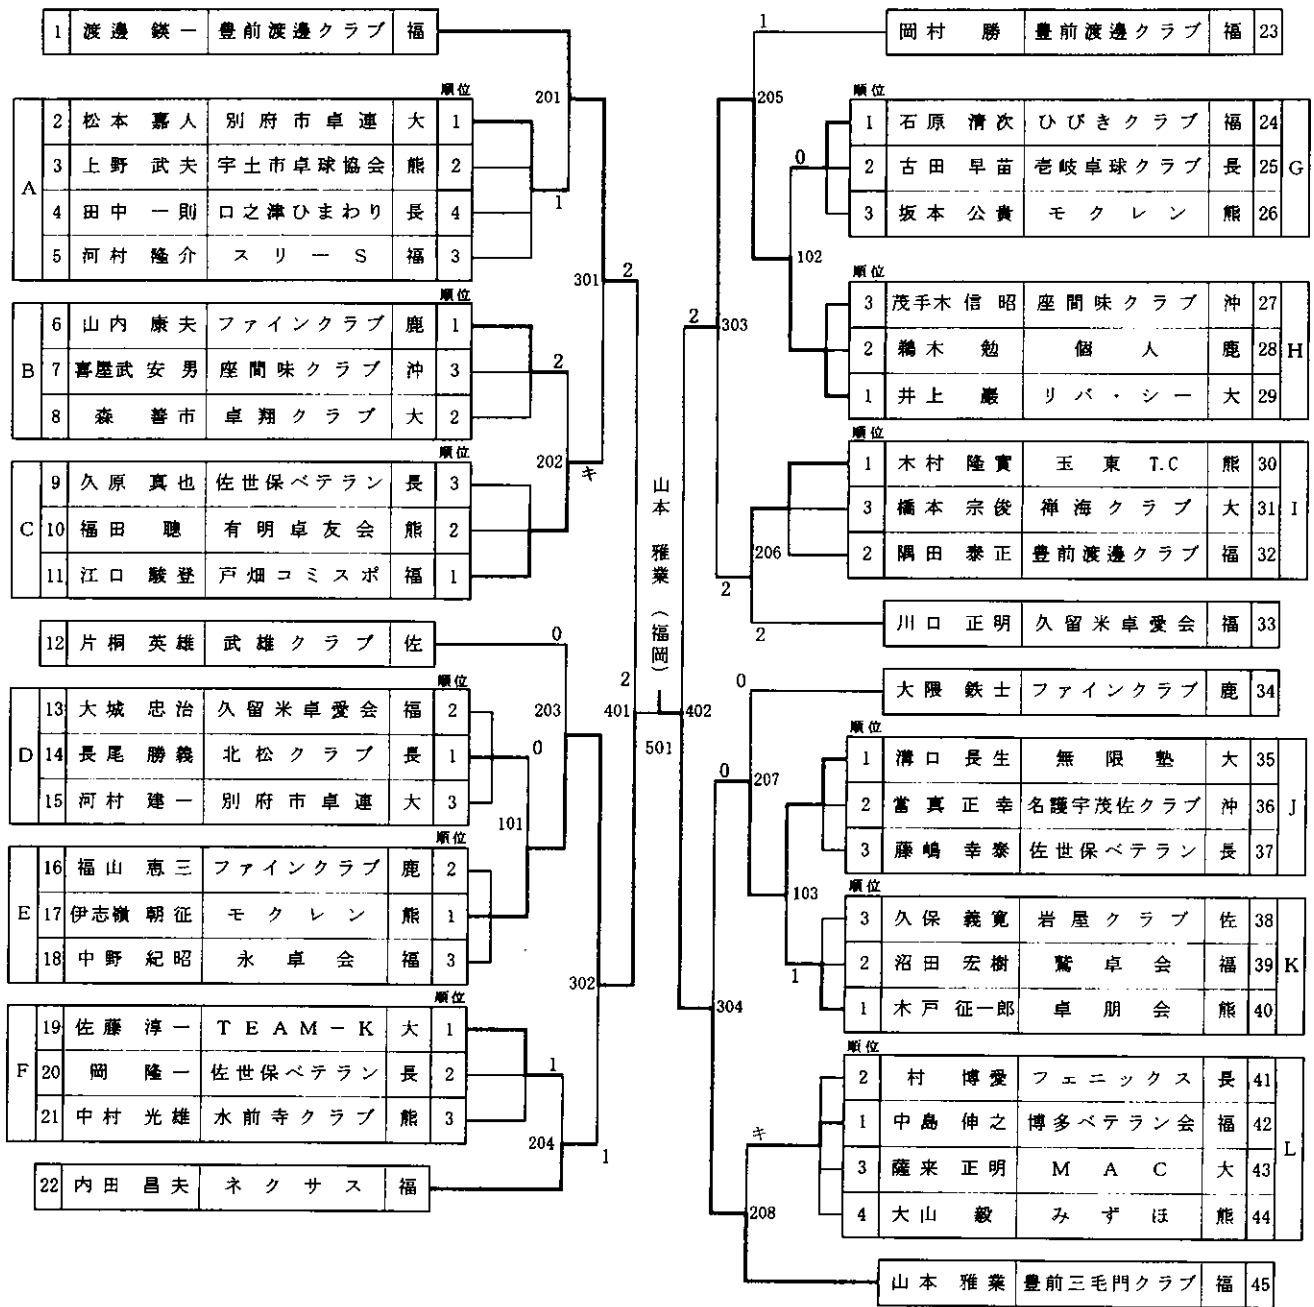 1 渡邊 鍈一 豊前渡邊クラブ 福
順位
A
2 松本 嘉人 別府市卓連 大 1
3 上野 武夫 宇土市卓球協会 熊 2
4 田中 一則 口之津ひまわり 長 4
5 河村 隆介 スリーS 福 3
順位
B
6 山内 康夫 ファインクラブ 鹿 1
7 喜屋武 安男 座間味クラブ 沖 3
8 森 善市 卓翔クラブ 大 2
順位
C
9 久原 真也 佐世保ベテラン 長 3
10 福田 聰 有明卓友会 熊 2
11 江口 駿登 戸畑コミスポ 福 1
12 片桐 英雄 武雄クラブ 佐
順位
D
13 大城 忠治 久留米卓愛会 福 2
14 長尾 勝義 北松クラブ 長 1
15 河村 建一 別府市卓連 大 3
順位
E
16 福山 恵三 ファインクラブ 鹿 2
17 伊志嶺 朝征 モクレン 熊 1
18 中野 紀昭 永卓会 福 3
順位
F
19 佐藤 淳一 TEAM-K 大 1
20 岡 隆一 佐世保ベテラン 長 2
21 中村 光雄 水前寺クラブ 熊 3
22 内田 昌夫 ネクサス 福
201
1
301
2
2
202
キ
0
203
0
101
2
401
302
1
204
1
山本 雅業 (福岡)
501
402
1
205
0
102
2
303
206
2
2
0
207
0
103
1
304
キ
208
岡村 勝 豊前渡邊クラブ 福 23
順位
1 石原 清次 ひびきクラブ 福 24
2 古田 早苗 壱岐卓球クラブ 長 25
3 坂本 公貴 モクレン 熊 26
G
順位
3 茂手木 信昭 座間味クラブ 沖 27
2 鵜木 勉 個人 鹿 28
1 井上 巖 リバ・シー 大 29
H
順位
1 木村 隆實 玉東T.C 熊 30
3 橋本 宗俊 禅海クラブ 大 31
2 隅田 泰正 豊前渡邊クラブ 福 32
I
川口 正明 久留米卓愛会 福 33
大隈 鉄士 ファインクラブ 鹿 34
順位
1 溝口 長生 無限塾 大 35
2 當真 正幸 名護宇茂佐クラブ 沖 36
3 藤嶋 幸泰 佐世保ベテラン 長 37
J
順位
3 久保 義寛 岩屋クラブ 佐 38
2 沼田 宏樹 鷲卓会 福 39
1 木戸 征一郎 卓朋会 熊 40
K
順位
2 村 博愛 フェニックス 長 41
1 中島 伸之 博多ベテラン会 福 42
3 薩来 正明 MAC 大 43
4 大山 毅 みずほ 熊 44
L
山本 雅業 豊前三毛門クラブ 福 45